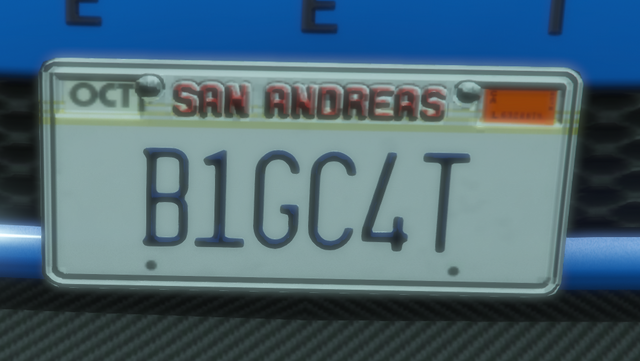 E E T
OCT SAN ANDREAS
B1GC4T